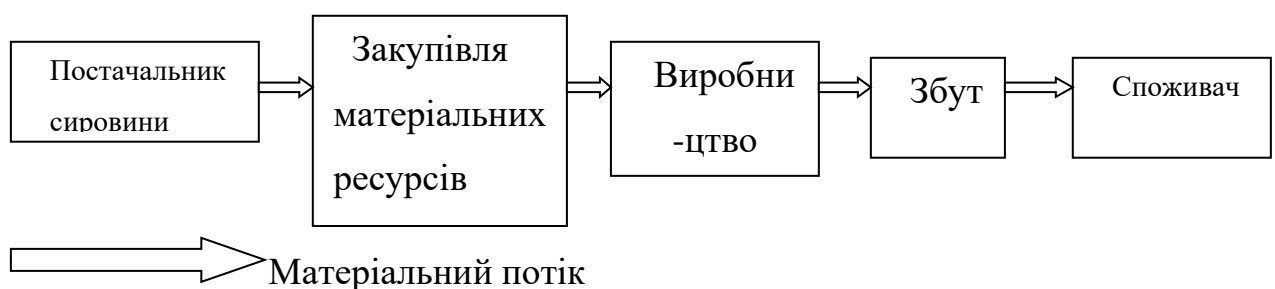 Постачальник
сировини
Закупівля
матеріальних
ресурсів
Виробни
-цтво
Збут
Споживач
Матеріальний потік